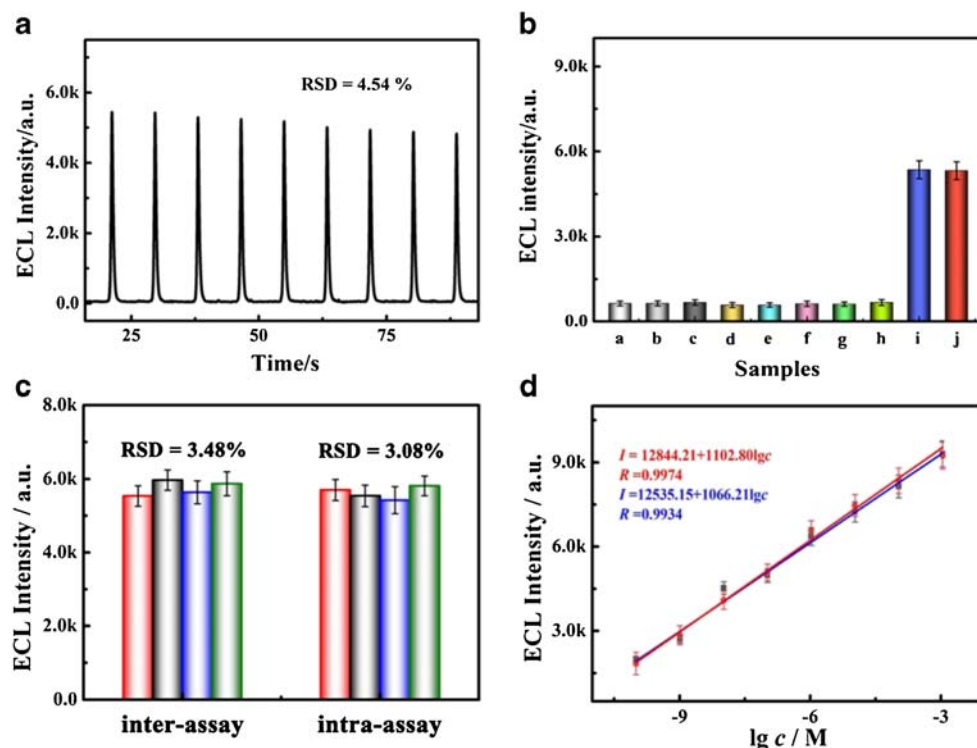 a
RSD = 4.54 %
6.0k
4.0k
2.0k
0.0
ECL Intensity/a.u.
25 50 75
Time/s
b
9.0k
6.0k
3.0k
0.0
ECL intensity/a.u.
a b c d e f g h i j
Samples
c
8.0k
6.0k
4.0k
2.0k
0.0
ECL Intensity / a.u.
RSD = 3.48% RSD = 3.08%
inter-assay intra-assay
d
I = 12844.21+1102.80lgc
R =0.9974
I =12535.15+1066.21lgc
R =0.9934
9.0k
6.0k
3.0k
ECL Intensity / a.u.
-9 -6 -3
lg c / M